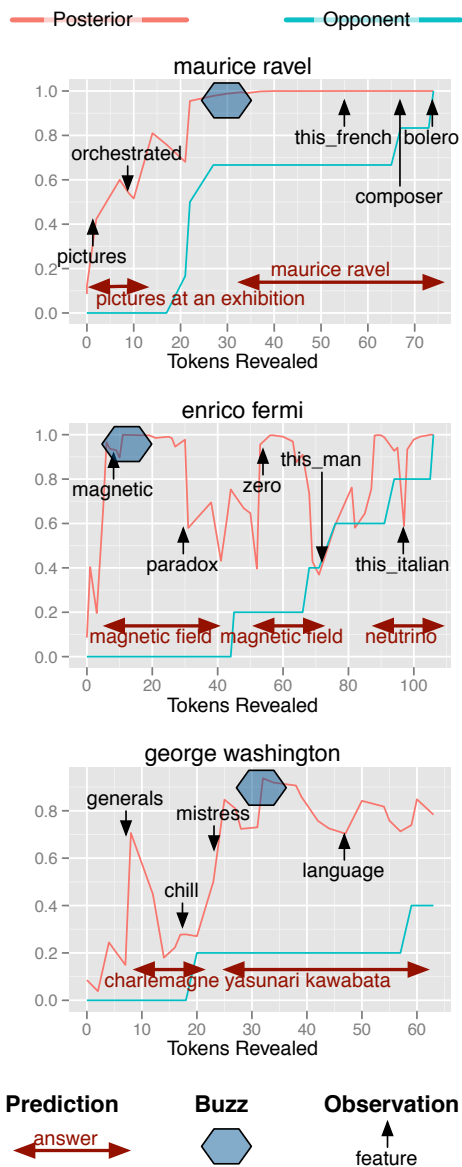 Posterior Opponent
maurice ravel
1.0
0.8
0.6
0.4
0.2
0.0
orchestrated
pictures
this_french
bolero
composer
maurice ravel
pictures at an exhibition
0 10 20 30 40 50 60 70
Tokens Revealed
enrico fermi
1.0
0.8
0.6
0.4
0.2
0.0
this_man
magnetic
zero
paradox
this_italian
magnetic field magnetic field neutrino
0 20 40 60 80 100
Tokens Revealed
george washington
0.8
0.6
0.4
0.2
0.0
generals
mistress
chill
language
charlemagne yasunari kawabata
0 10 20 30 40 50 60
Tokens Revealed
Prediction Buzz Observation
answer
feature